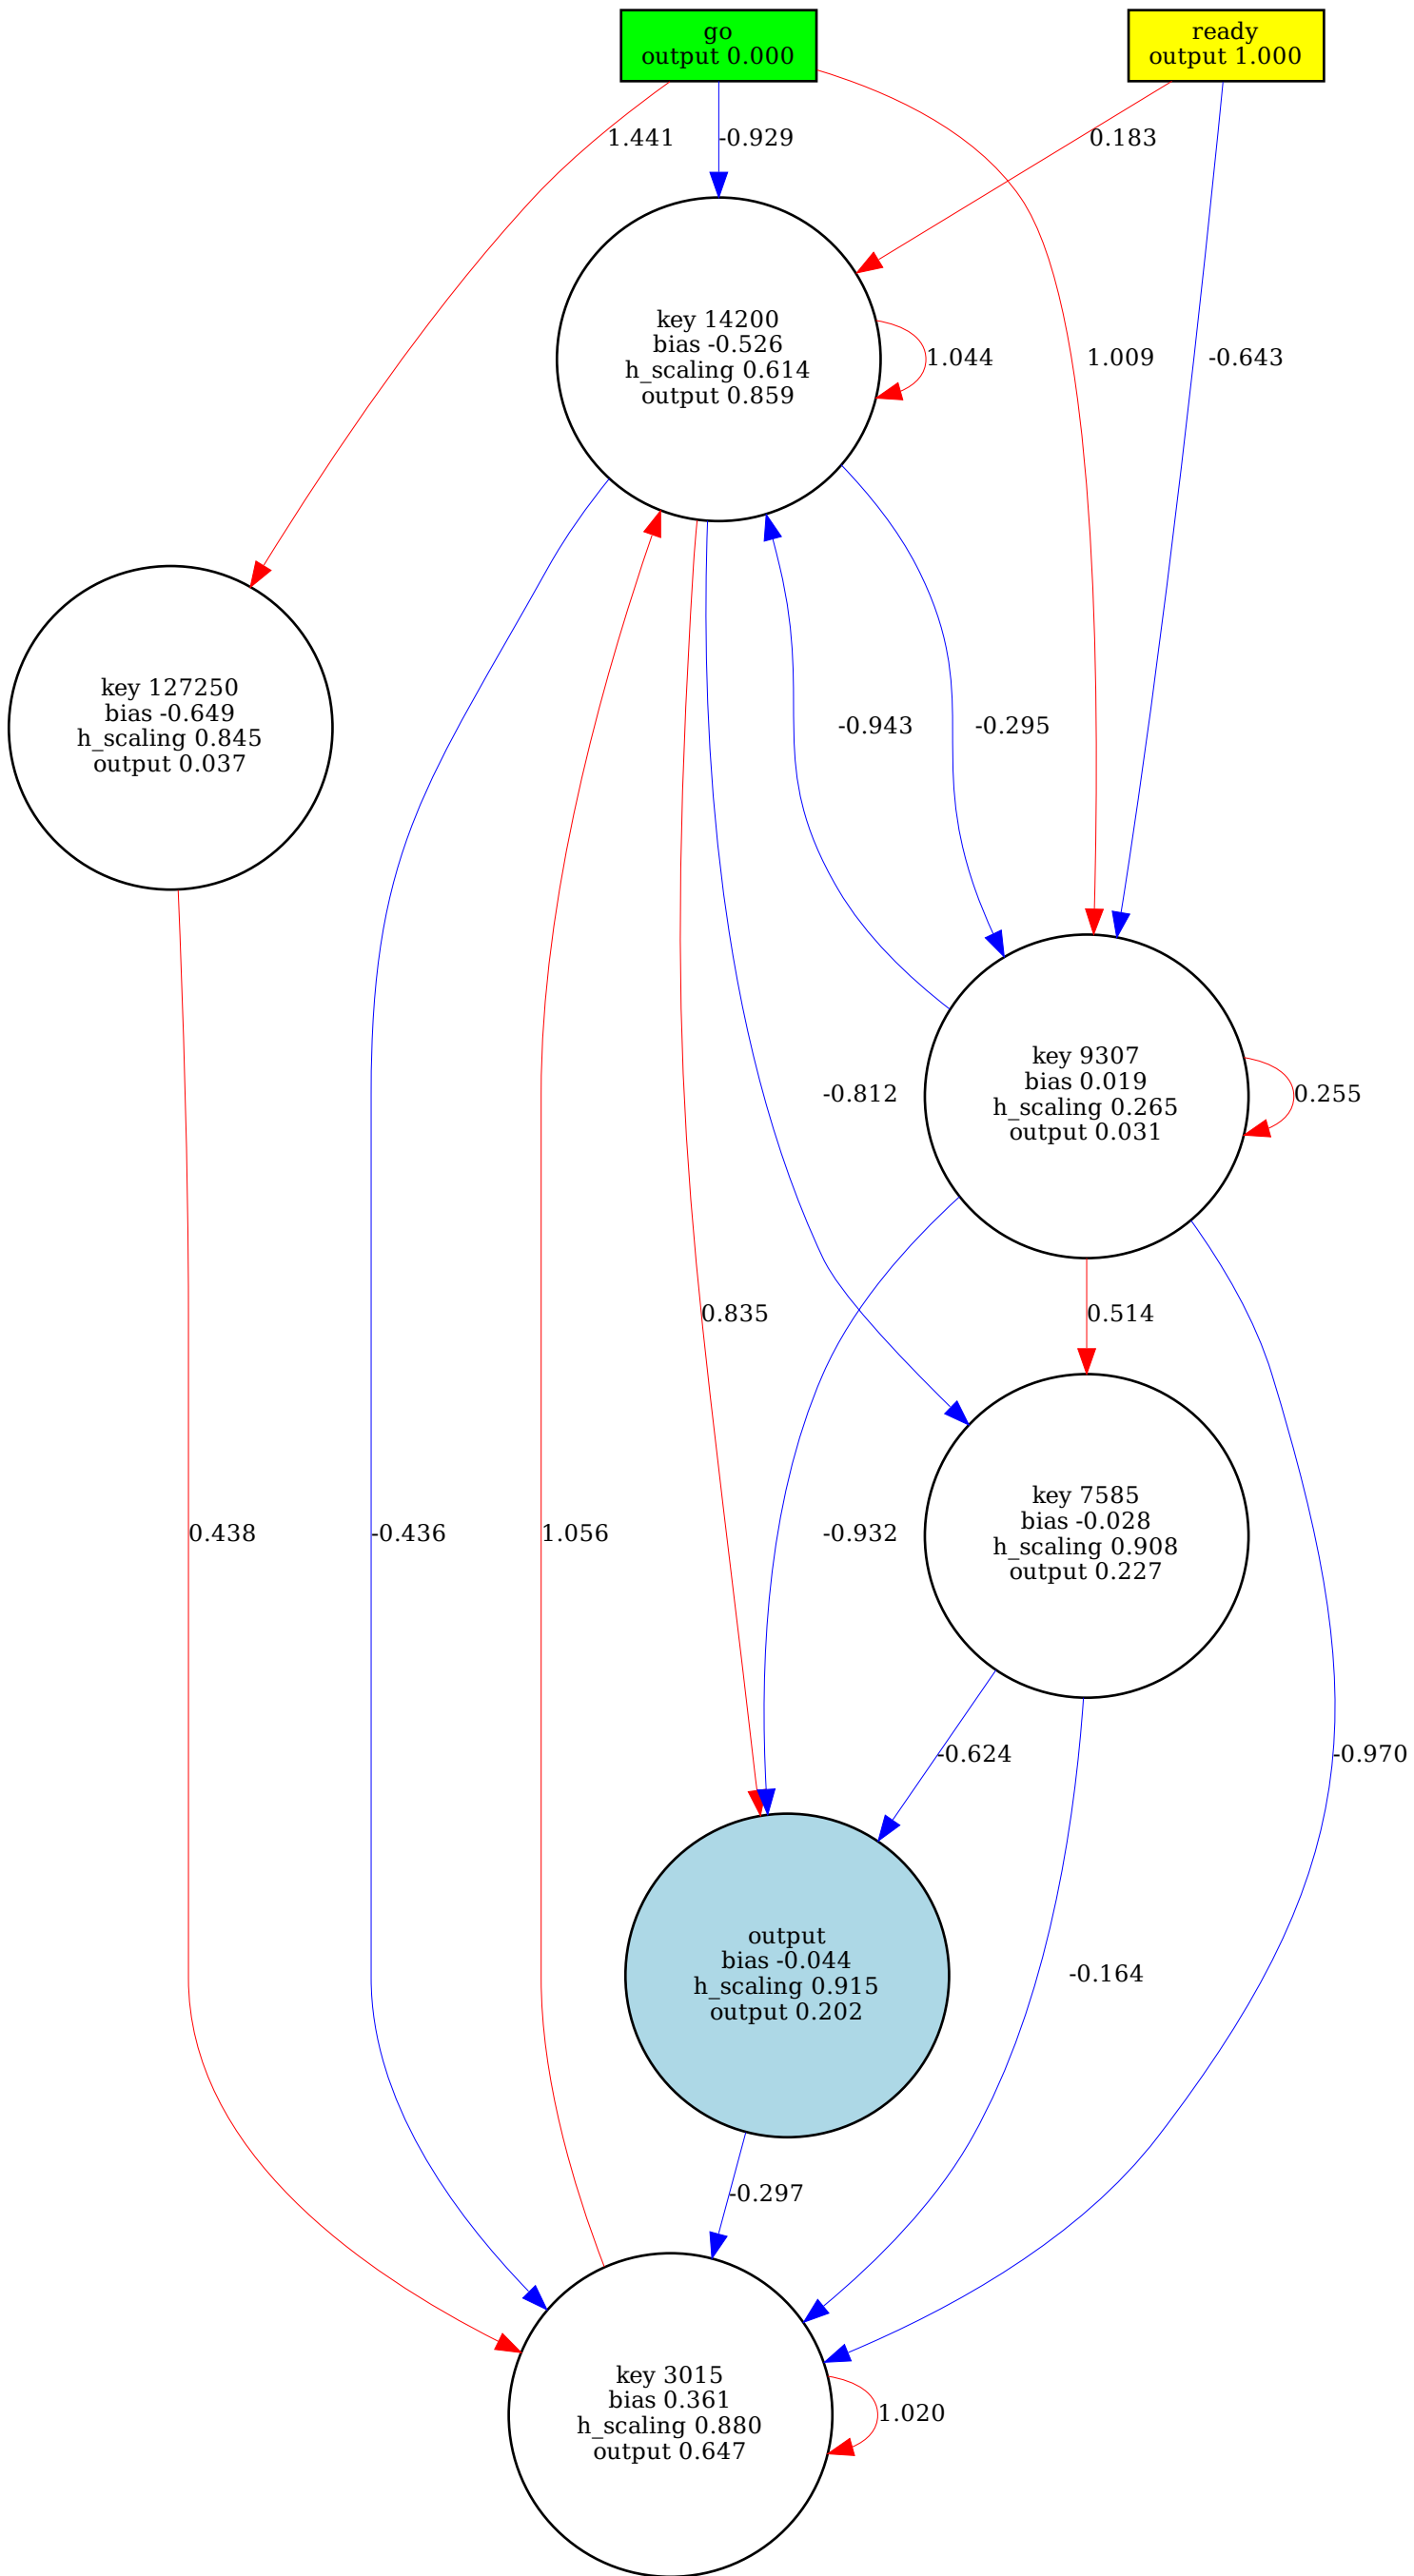 go
output 0.000
ready
output 1.000
1.441
-0.929
0.183
key 14200
bias -0.526
h_scaling 0.614
output 0.859
1.044
1.009
-0.643
key 127250
bias -0.649
h_scaling 0.845
output 0.037
-0.943
-0.295
key 9307
bias 0.019
h_scaling 0.265
output 0.031
-0.812
0.255
0.835
0.514
key 7585
bias -0.028
h_scaling 0.908
output 0.227
0.438
-0.436
1.056
-0.932
-0.624
-0.970
output
bias -0.044
h_scaling 0.915
output 0.202
-0.164
-0.297
key 3015
bias 0.361
h_scaling 0.880
output 0.647
1.020